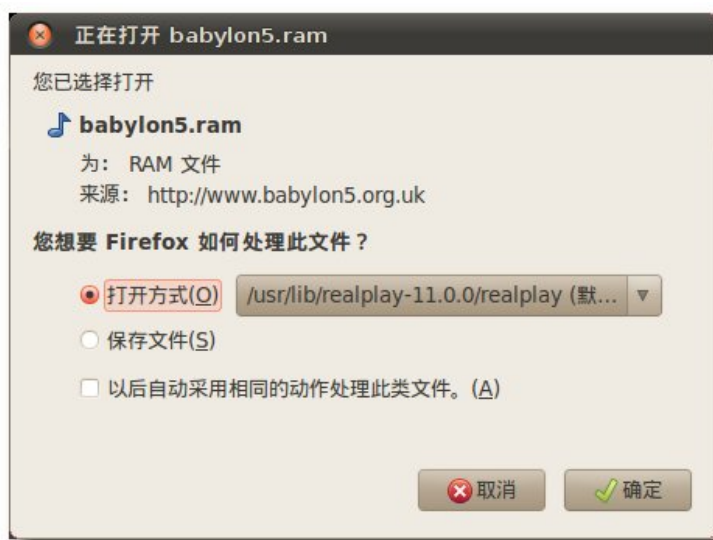 正在打开 babylon5.ram
您已选择打开
babylon5.ram
为： RAM 文件
来源： http://www.babylon5.org.uk
您想要 Firefox 如何处理此文件？
打开方式(O) /usr/lib/realplay-11.0.0/realplay (默...
保存文件(S)
以后自动采用相同的动作处理此类文件。(A)
取消 确定